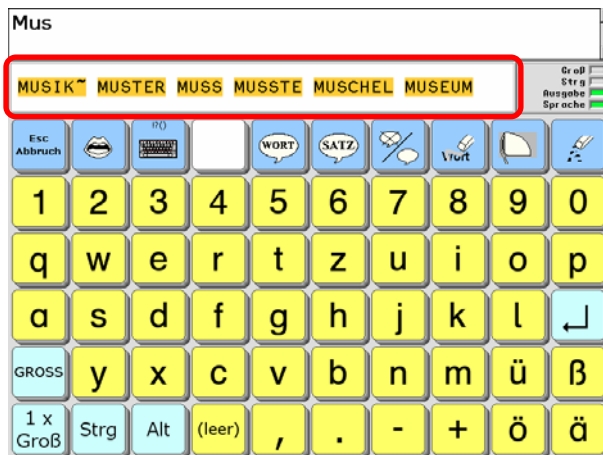 Mus
MUSIK~ MUSTER MUSS MUSSTE MUSCHEL MUSEUM
Groß
Strg
Ausgabe
Sprache
Esc Abbruch !?() WORT SATZ Wort
1 2 3 4 5 6 7 8 9 0
q w e r t z u i o p
a s d f g h j k l
GROSS y x c v b n m ü ß
1 x Groß Strg Alt (leer) , . - + ö ä